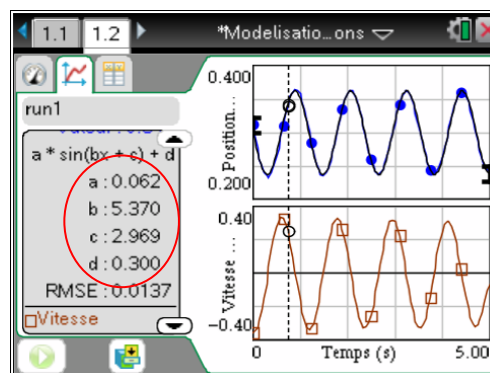 1.1 1.2 *Modelisatio...ons
run1
a * sin(bx + c) + d
a : 0.062
b : 5.370
c : 2.969
d : 0.300
RMSE : 0.0137
Vitesse
0.400
Position...
0.200
0.40
Vitesse ...
-0.40
0 Temps (s) 5.00